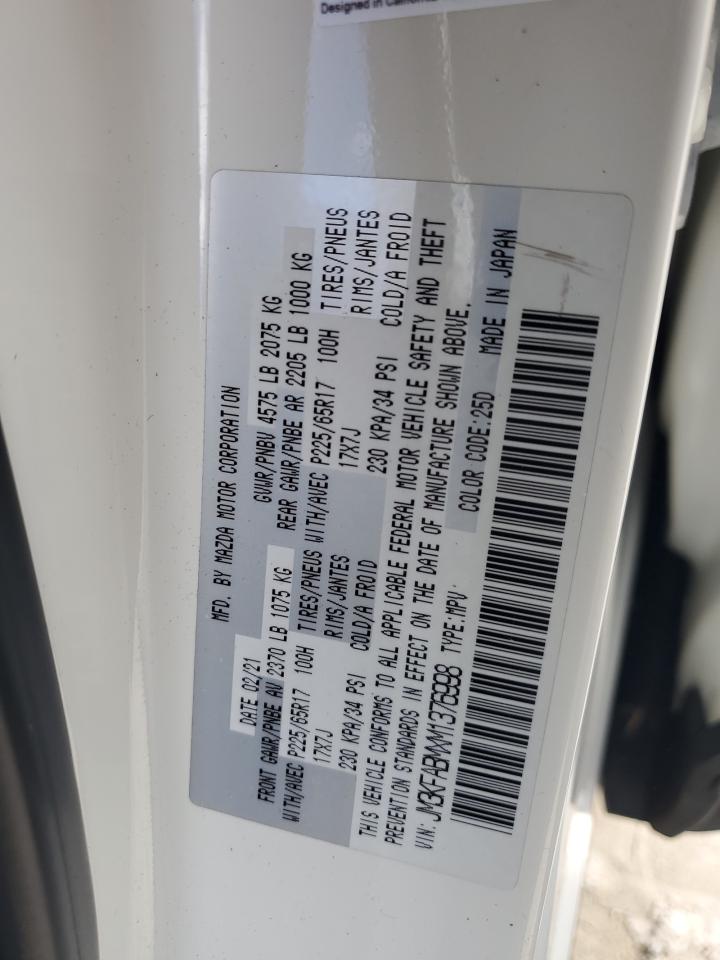 Designed in California
MFD. BY MAZDA MOTOR CORPORATION
DATE 02/21 GVWR/PNBV 4575 LB 2075 KG
FRONT GAWR/PNBE AV 2370 LB 1075 KG REAR GAWR/PNBE AR 2205 LB 1000 KG
WITH/AVEC P225/65R17 100H TIRES/PNEUS WITH/AVEC P225/65R17 100H TIRES/PNEUS
17X7J RIMS/JANTES 17X7J RIMS/JANTES
230 KPA/34 PSI COLD/A FROID 230 KPA/34 PSI COLD/A FROID
THIS VEHICLE CONFORMS TO ALL APPLICABLE FEDERAL MOTOR VEHICLE SAFETY AND THEFT
PREVENTION STANDARDS IN EFFECT ON THE DATE OF MANUFACTURE SHOWN ABOVE.
VIN: JM3KFABMXM1376998 TYPE:MPV COLOR CODE:25D MADE IN JAPAN